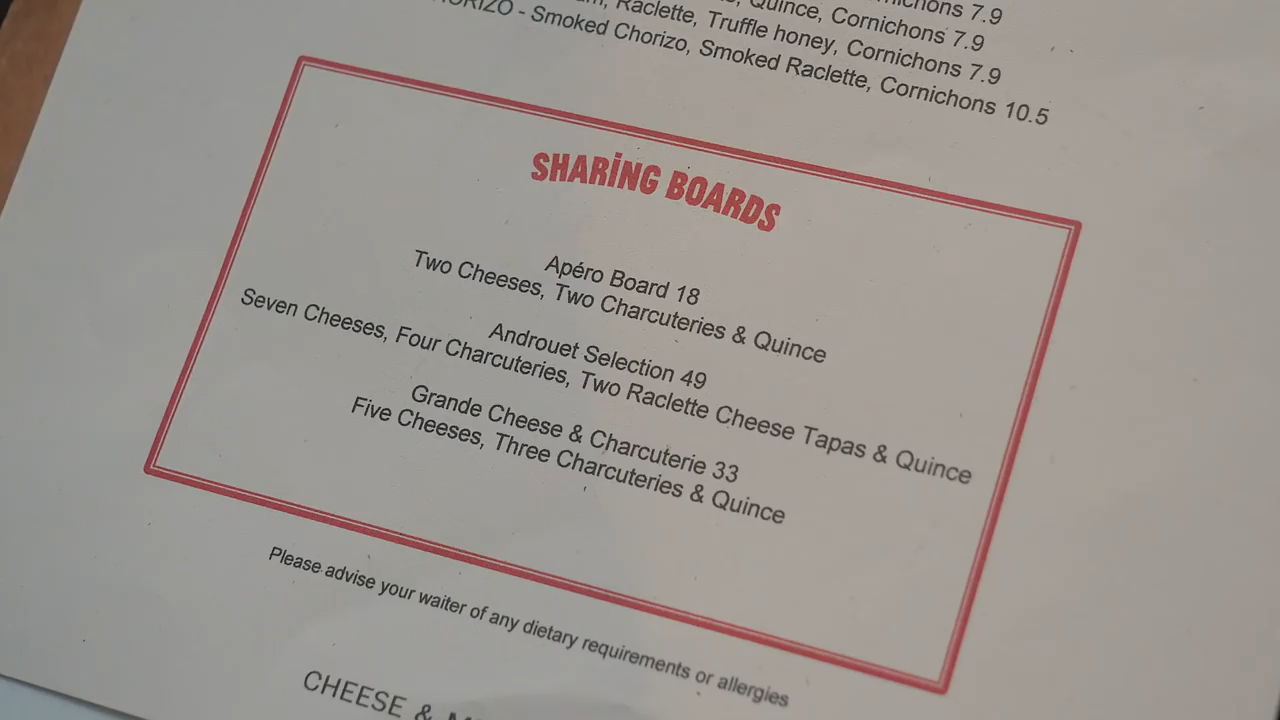 Cornichons 7.9
Quince, Cornichons 7.9
Raclette, Truffle honey, Cornichons 7.9
- Smoked Chorizo, Smoked Raclette, Cornichons 10.5
SHARING BOARDS
Apéro Board 18
Two Cheeses, Two Charcuteries & Quince
Androuet Selection 49
Seven Cheeses, Four Charcuteries, Two Raclette Cheese Tapas & Quince
Grande Cheese & Charcuterie 33
Five Cheeses, Three Charcuteries & Quince
Please advise your waiter of any dietary requirements or allergies
CHEESE &